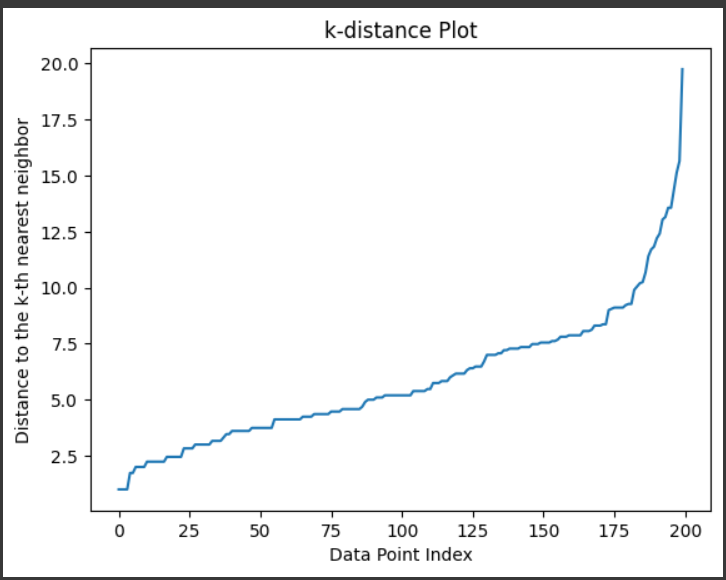 k-distance Plot
20.0
17.5
15.0
12.5
10.0
7.5
5.0
2.5
Distance to the k-th nearest neighbor
0 25 50 75 100 125 150 175 200
Data Point Index